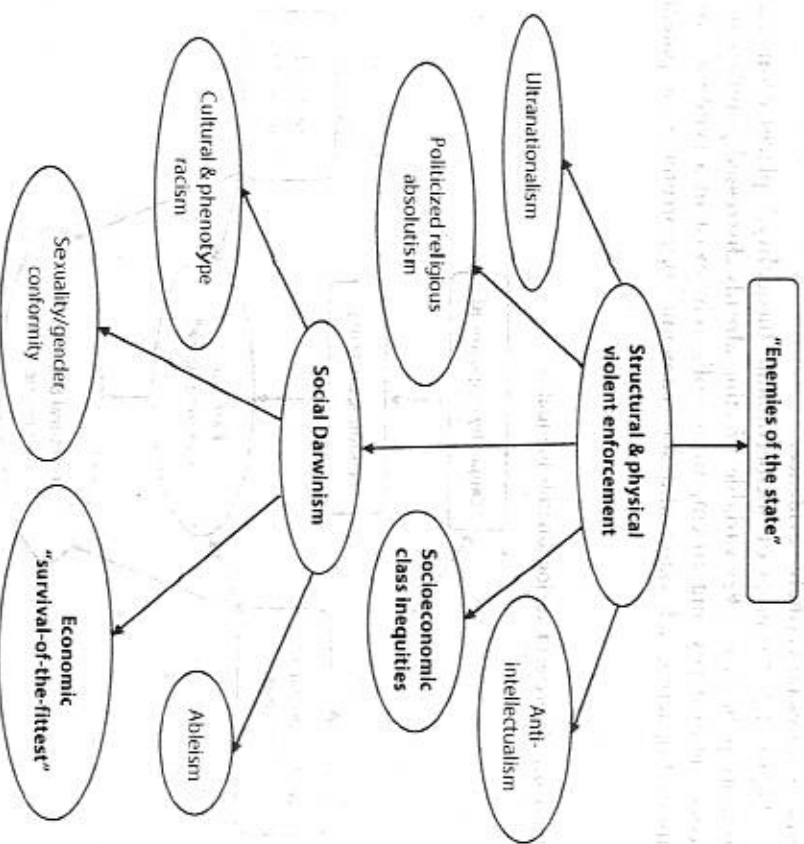 "Enemies of the state"
Structural & physical
violent enforcement
Ultranationalism
Politicized religious
absolutism
Socioeconomic
class inequities
Anti-
intellectualism
Social Darwinism
Cultural & phenotype
racism
Sexuality/gender
conformity
Economic
"survival-of-the-fittest"
Ableism